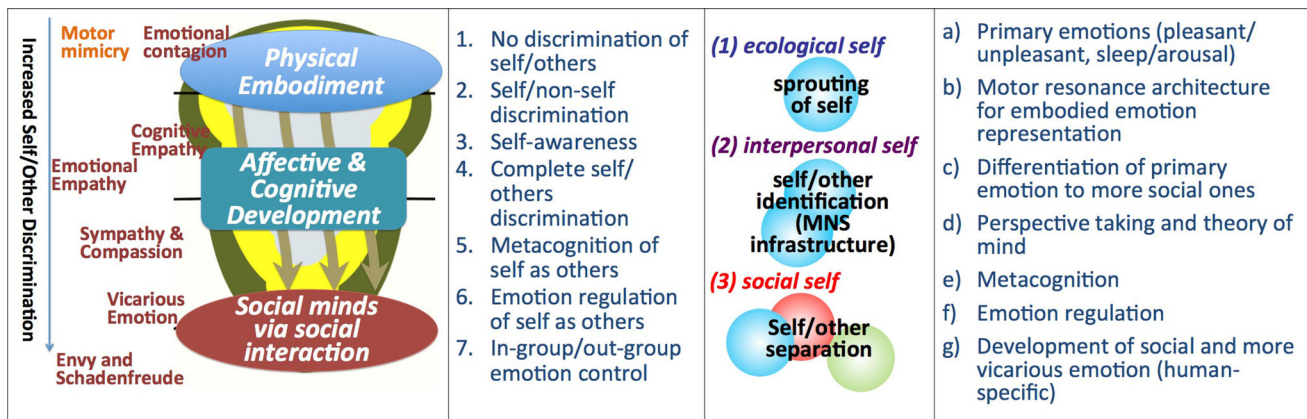 Increased Self/Other Discrimination
Motor
mimicry
Emotional
contagion
Physical
Embodiment
Cognitive
Empathy
Emotional
Empathy
Affective &
Cognitive
Development
Sympathy &
Compassion
Vicarious
Emotion
Social minds
via social
interaction
Envy and
Schadenfreude
1. No discrimination of
self/others
2. Self/non-self
discrimination
3. Self-awareness
4. Complete self/
others
discrimination
5. Metacognition of
self as others
6. Emotion regulation
of self as others
7. In-group/out-group
emotion control
(1) ecological self
sprouting
of self
(2) interpersonal self
self/other
identification
(MNS
infrastructure)
(3) social self
Self/other
separation
a) Primary emotions (pleasant/
unpleasant, sleep/arousal)
b) Motor resonance architecture
for embodied emotion
representation
c) Differentiation of primary
emotion to more social ones
d) Perspective taking and theory of
mind
e) Metacognition
f) Emotion regulation
g) Development of social and more
vicarious emotion (human-
specific)